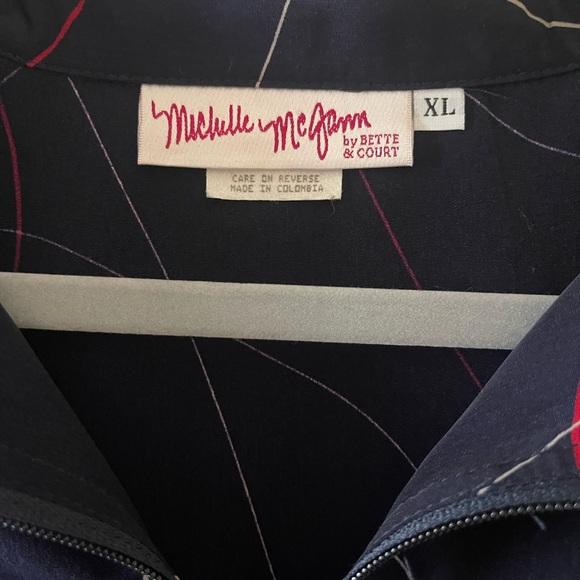 Michelle McGann
by BETTE
& COURT
XL
CARE ON REVERSE
MADE IN COLOMBIA